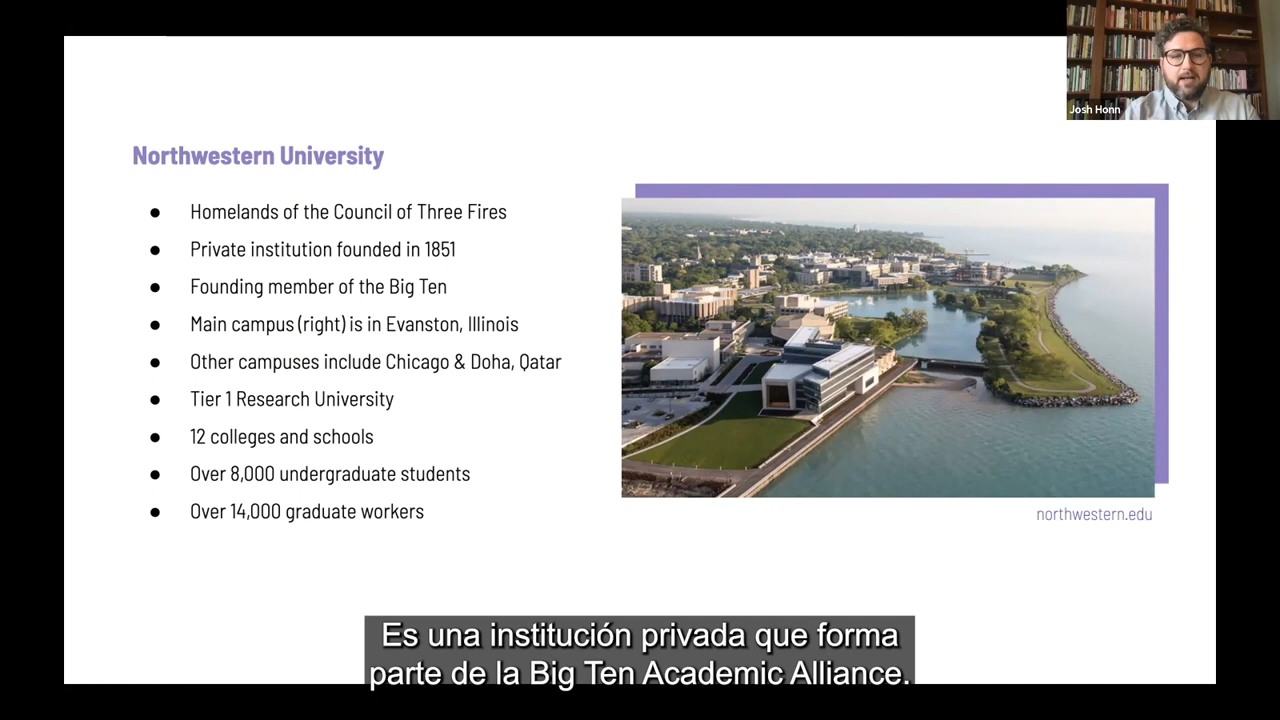 Josh Honn
Northwestern University
● Homelands of the Council of Three Fires
● Private institution founded in 1851
● Founding member of the Big Ten
● Main campus (right) is in Evanston, Illinois
● Other campuses include Chicago & Doha, Qatar
● Tier 1 Research University
● 12 colleges and schools
● Over 8,000 undergraduate students
● Over 14,000 graduate workers
northwestern.edu
Es una institución privada que forma
parte de la Big Ten Academic Alliance.